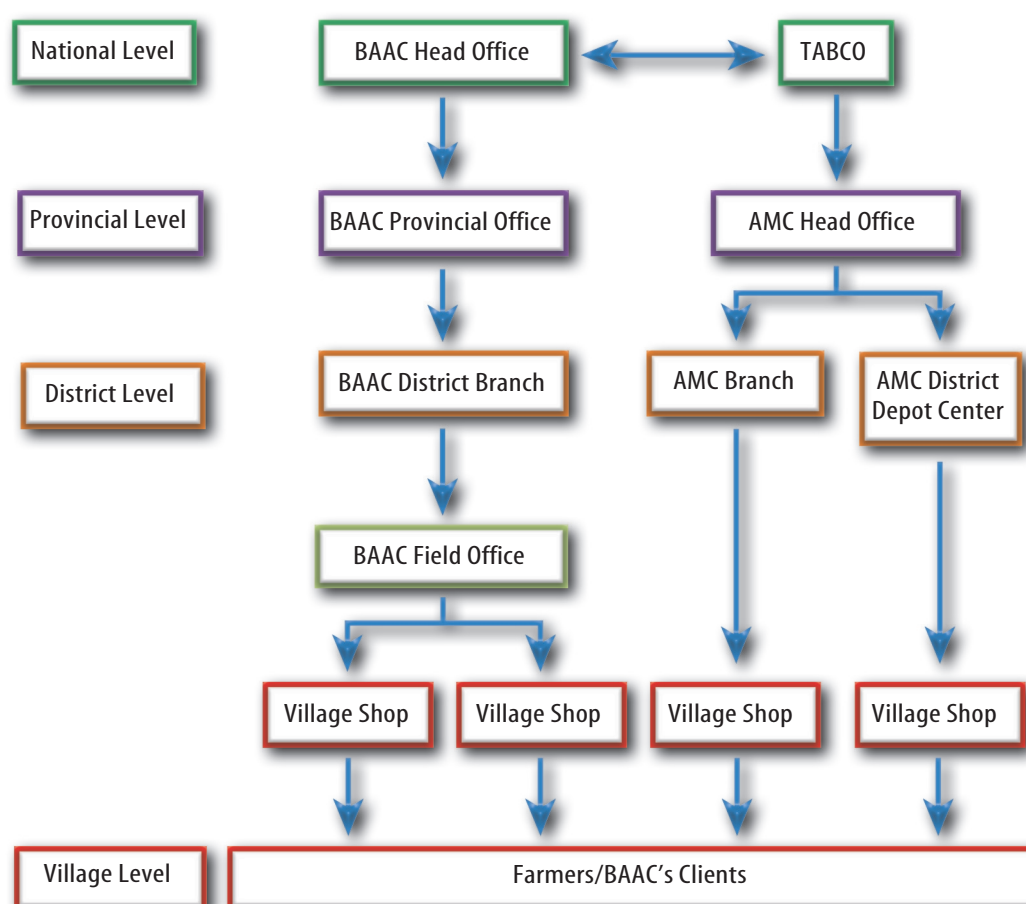 National Level
BAAC Head Office
TABCO
Provincial Level
BAAC Provincial Office
AMC Head Office
District Level
BAAC District Branch
AMC Branch
AMC District
Depot Center
BAAC Field Office
Village Shop
Village Shop
Village Shop
Village Shop
Village Level
Farmers/BAAC's Clients